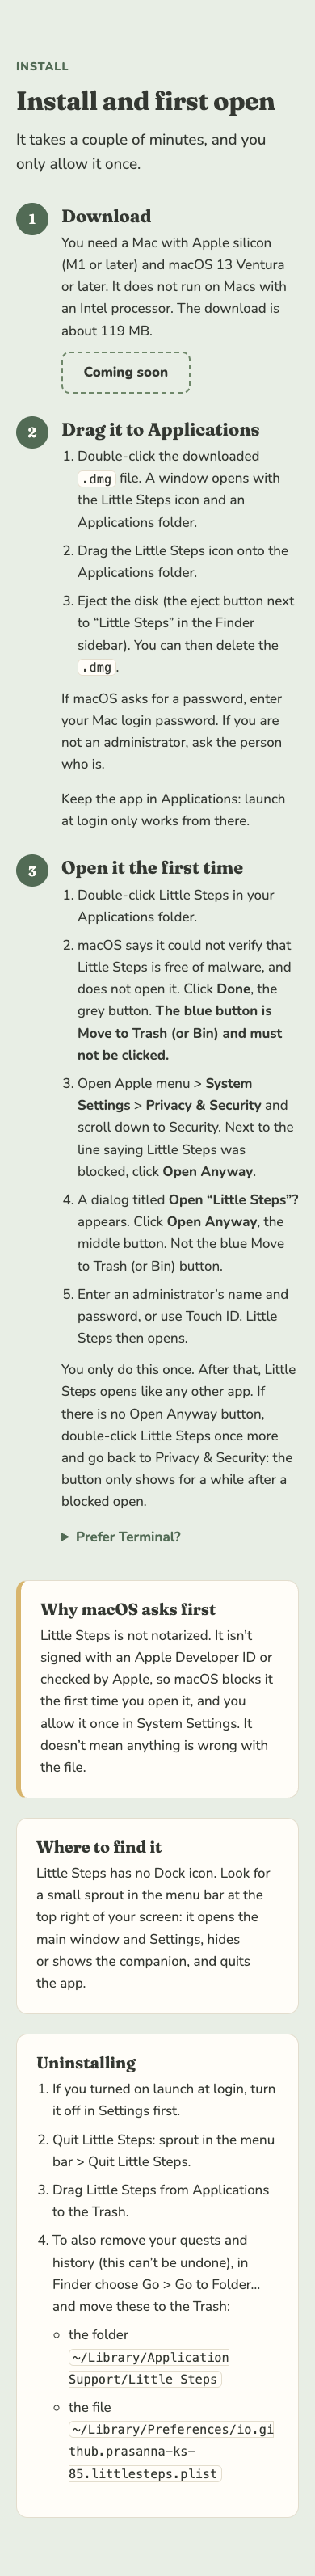 INSTALL
Install and first open
It takes a couple of minutes, and you
only allow it once.
1
Download
You need a Mac with Apple silicon
(M1 or later) and macOS 13 Ventura
or later. It does not run on Macs with
an Intel processor. The download is
about 119 MB.
Coming soon
2
Drag it to Applications
1. Double-click the downloaded
.dmg file. A window opens with
the Little Steps icon and an
Applications folder.
2. Drag the Little Steps icon onto the
Applications folder.
3. Eject the disk (the eject button next
to “Little Steps” in the Finder
sidebar). You can then delete the
.dmg.
If macOS asks for a password, enter
your Mac login password. If you are
not an administrator, ask the person
who is.
Keep the app in Applications: launch
at login only works from there.
3
Open it the first time
1. Double-click Little Steps in your
Applications folder.
2. macOS says it could not verify that
Little Steps is free of malware, and
does not open it. Click Done, the
grey button. The blue button is
Move to Trash (or Bin) and must
not be clicked.
3. Open Apple menu > System
Settings > Privacy & Security and
scroll down to Security. Next to the
line saying Little Steps was
blocked, click Open Anyway.
4. A dialog titled Open “Little Steps”?
appears. Click Open Anyway, the
middle button. Not the blue Move
to Trash (or Bin) button.
5. Enter an administrator’s name and
password, or use Touch ID. Little
Steps then opens.
You only do this once. After that, Little
Steps opens like any other app. If
there is no Open Anyway button,
double-click Little Steps once more
and go back to Privacy & Security: the
button only shows for a while after a
blocked open.
▶ Prefer Terminal?
Why macOS asks first
Little Steps is not notarized. It isn’t
signed with an Apple Developer ID or
checked by Apple, so macOS blocks it
the first time you open it, and you
allow it once in System Settings. It
doesn’t mean anything is wrong with
the file.
Where to find it
Little Steps has no Dock icon. Look for
a small sprout in the menu bar at the
top right of your screen: it opens the
main window and Settings, hides
or shows the companion, and quits
the app.
Uninstalling
1. If you turned on launch at login, turn
it off in Settings first.
2. Quit Little Steps: sprout in the menu
bar > Quit Little Steps.
3. Drag Little Steps from Applications
to the Trash.
4. To also remove your quests and
history (this can’t be undone), in
Finder choose Go > Go to Folder…
and move these to the Trash:
the folder
~/Library/Application
Support/Little Steps
the file
~/Library/Preferences/io.gi
thub.prasanna-ks-
85.littlesteps.plist